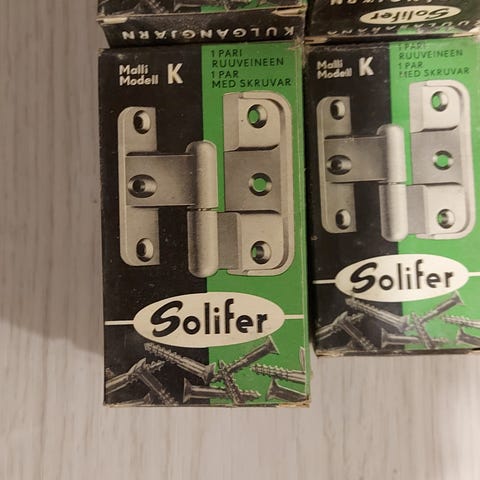 KULGÅNGJÄRN
Malli
Modell K
1 PARI
RUUVEINEEN
1 PAR
MED SKRUVAR
Solifer
Solifer
Malli
Modell K
1 PARI
RUUVEINEEN
1 PAR
MED SKRUVAR
Solifer